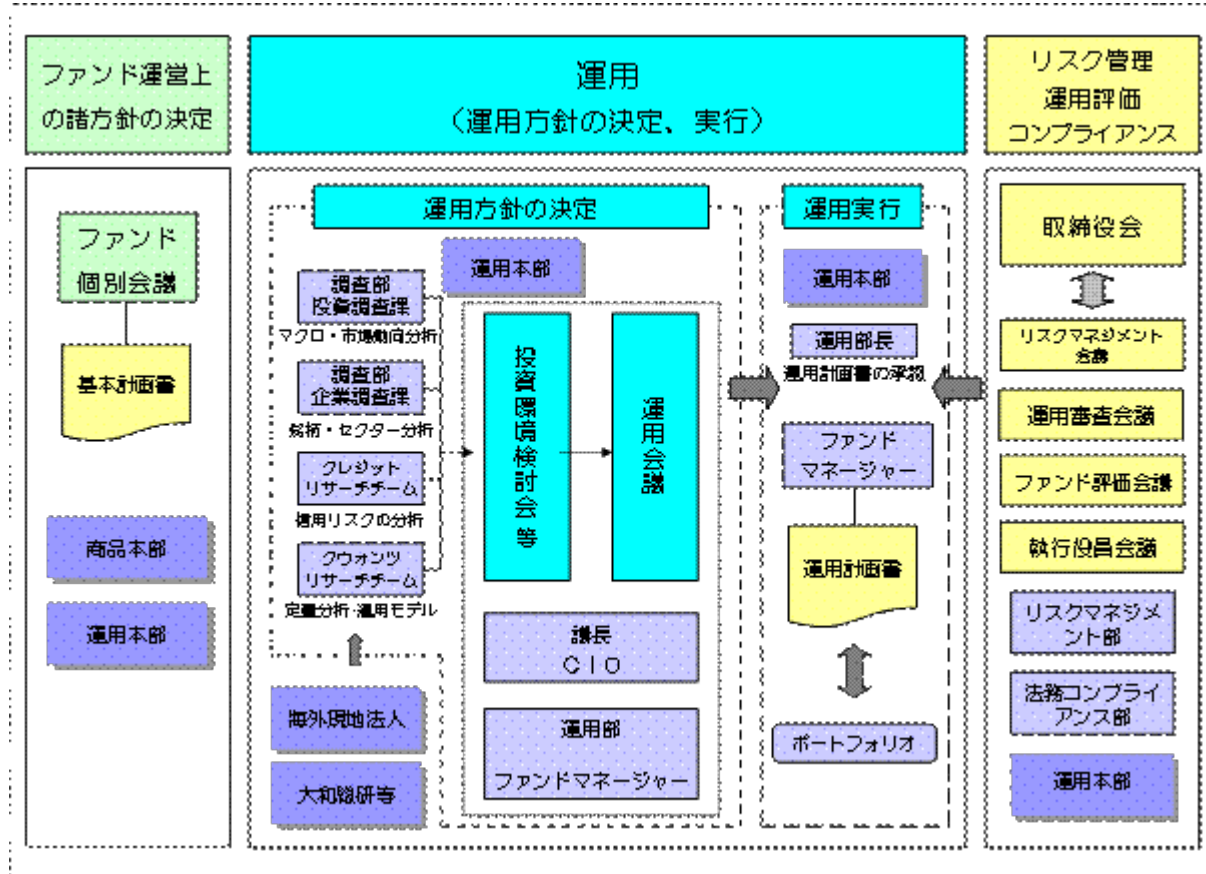 ファンド運営上
の諸方針の決定
運用
(運用方針の決定、実行)
リスク管理
運用評価
コンプライアンス
ファンド
個別会議
基本計画書
商品本部
運用本部
運用方針の決定
運用本部
調査部
投資調査課
マクロ・市場動向分析
調査部
企業調査課
銘柄・セクター分析
クレジット
リサーチチーム
信用リスクの分析
クウォンツ
リサーチチーム
定量分析・運用モデル
海外現地法人
大和総研等
投資環境検討会等
運用会議
議長
CIO
運用部
ファンドマネージャー
運用実行
運用本部
運用部長
運用計画書の承認
ファンド
マネージャー
運用計画書
ポートフォリオ
取締役会
リスクマネジメント
会議
運用審査会議
ファンド評価会議
執行役員会議
リスクマネジメ
ント部
法務コンプライ
アンス部
運用本部